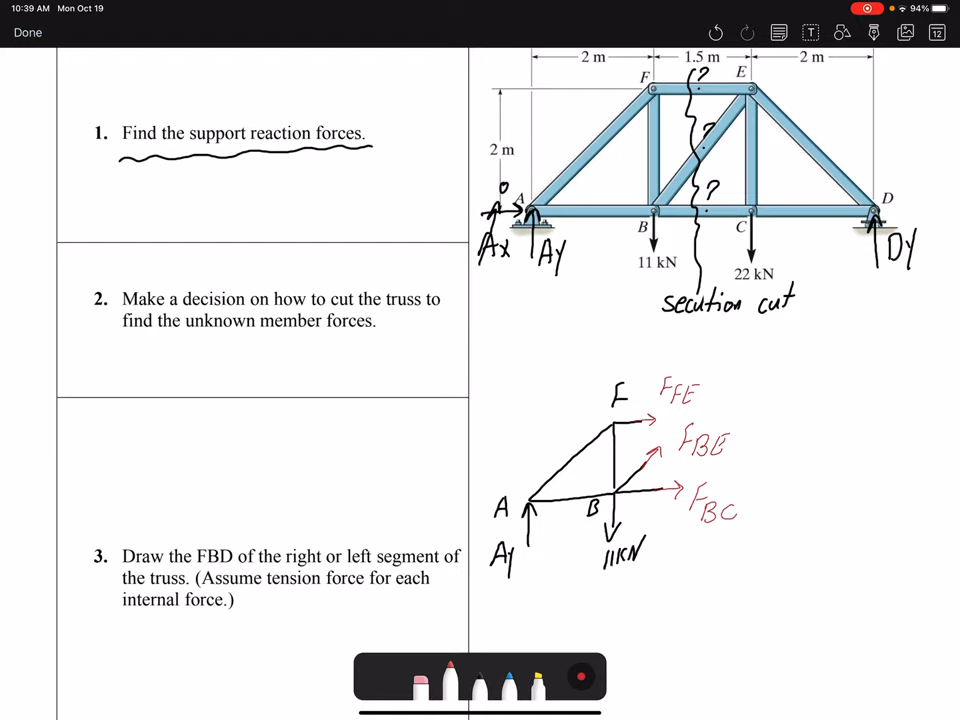 10:39 AM Mon Oct 19
94%
Done
T
12
1. Find the support reaction forces.
2. Make a decision on how to cut the truss to
find the unknown member forces.
3. Draw the FBD of the right or left segment of
the truss. (Assume tension force for each
internal force.)
2 m
1.5 m
2 m
F
?
E
?
2 m
?
0
A
D
Ax
Ay
B
C
Dy
11 kN
22 kN
secution cut
F
FFE
FBE
A
B
FBC
Ay
11KN